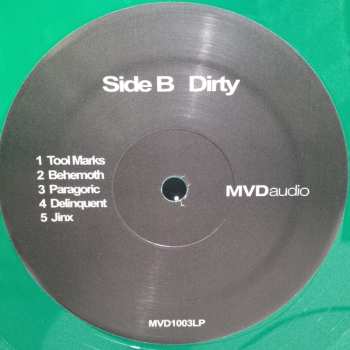 Side B Dirty
1 Tool Marks
2 Behemoth
3 Paragoric
4 Delinquent
5 Jinx
MVDaudio
MVD1003LP